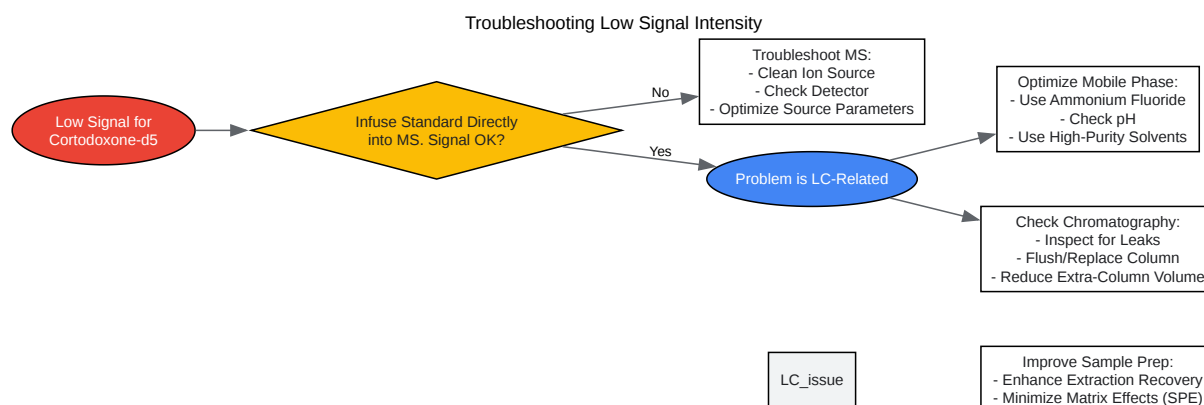 Troubleshooting Low Signal Intensity
Low Signal for
Cortodoxone-d5
Infuse Standard Directly
into MS. Signal OK?
No
Yes
Troubleshoot MS:
- Clean Ion Source
- Check Detector
- Optimize Source Parameters
Problem is LC-Related
Optimize Mobile Phase:
- Use Ammonium Fluoride
- Check pH
- Use High-Purity Solvents
Check Chromatography:
- Inspect for Leaks
- Flush/Replace Column
- Reduce Extra-Column Volume
LC_issue
Improve Sample Prep:
- Enhance Extraction Recovery
- Minimize Matrix Effects (SPE)